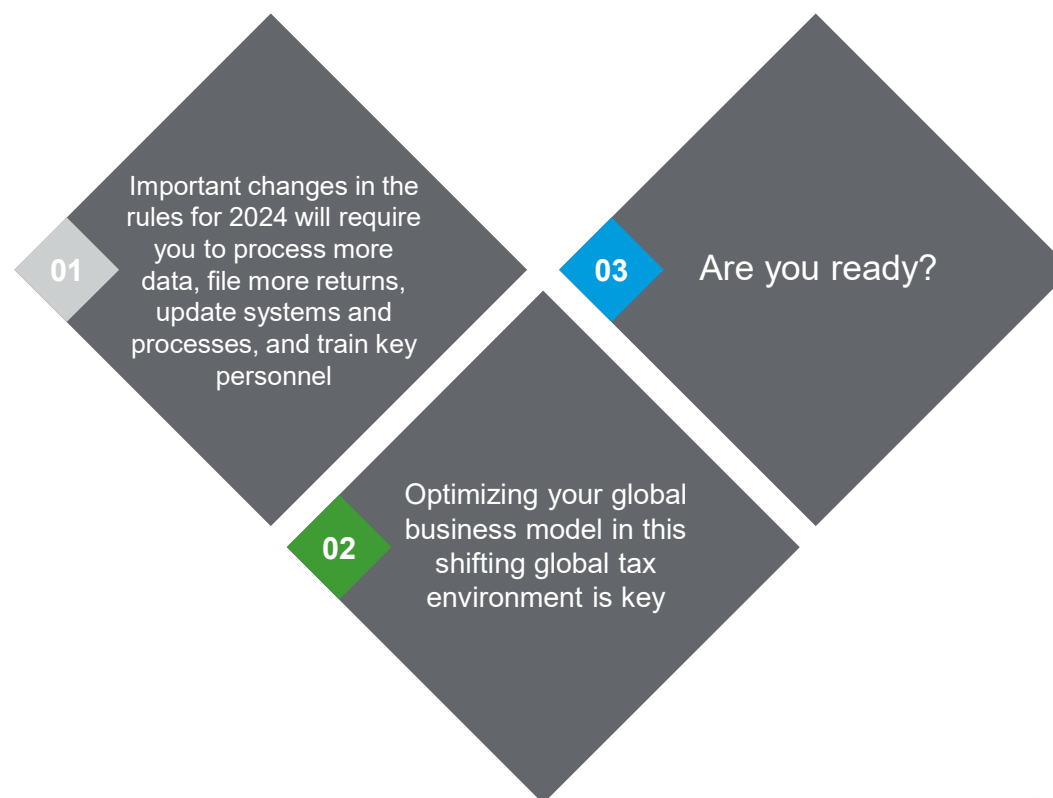 01
Important changes in the
rules for 2024 will require
you to process more
data, file more returns,
update systems and
processes, and train key
personnel
02
Optimizing your global
business model in this
shifting global tax
environment is key
03
Are you ready?